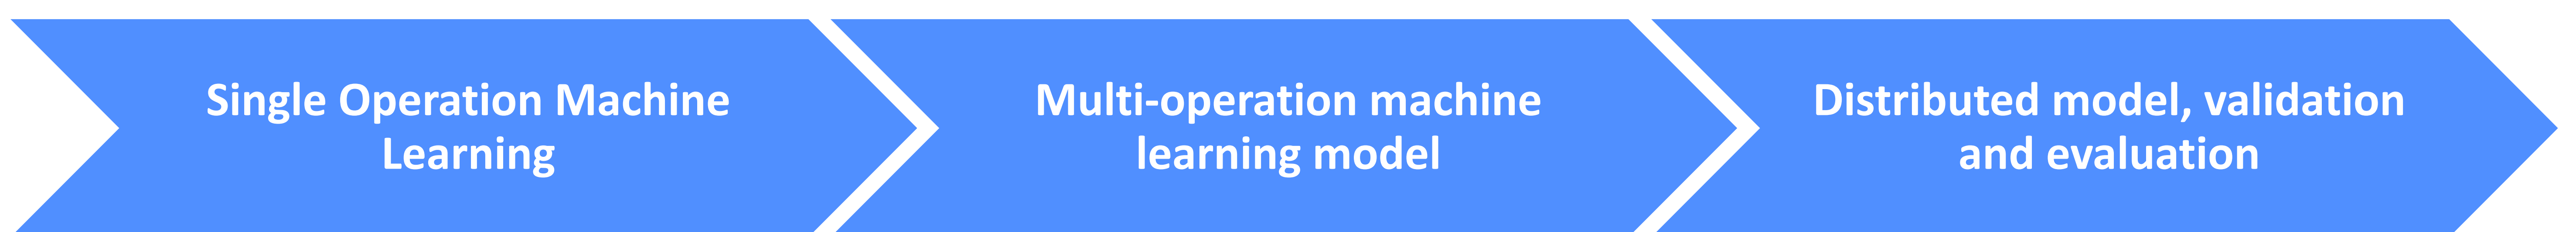 Single Operation Machine
Learning
Multi-operation machine
learning model
Distributed model, validation
and evaluation